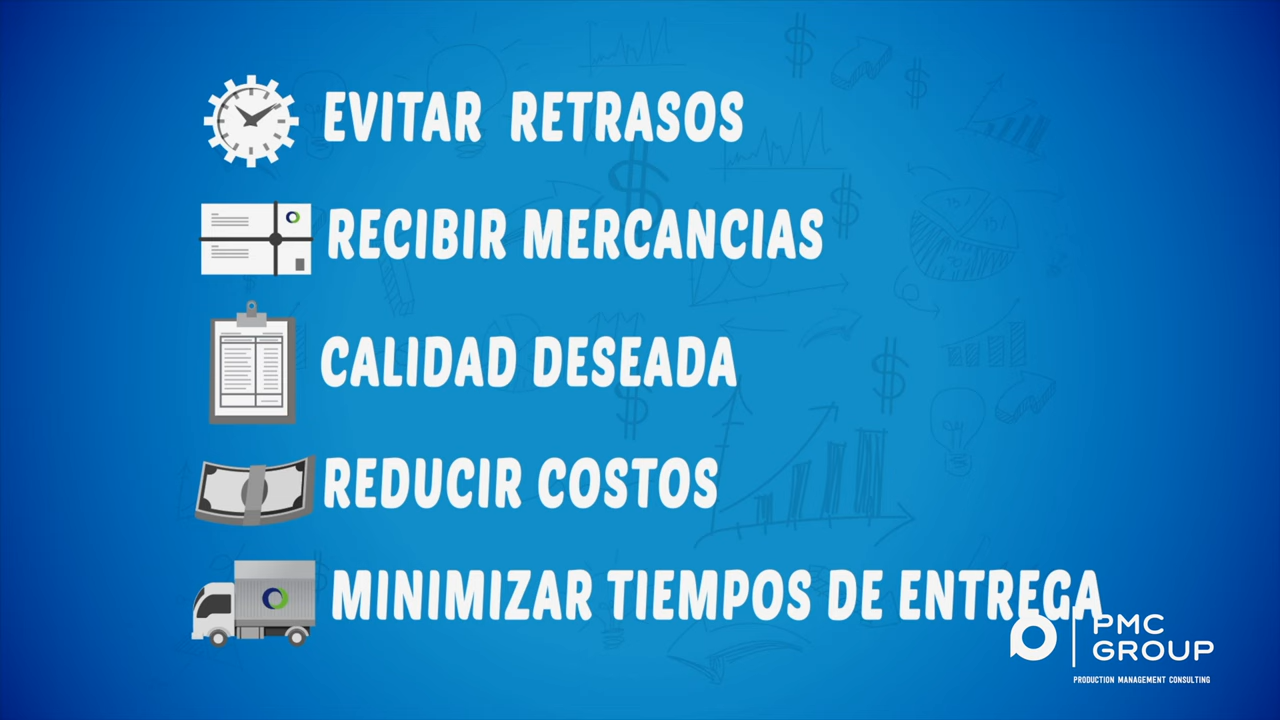 EVITAR RETRASOS
RECIBIR MERCANCIAS
CALIDAD DESEADA
REDUCIR COSTOS
MINIMIZAR TIEMPOS DE ENTREGA
PMC
GROUP
PRODUCTION MANAGEMENT CONSULTING